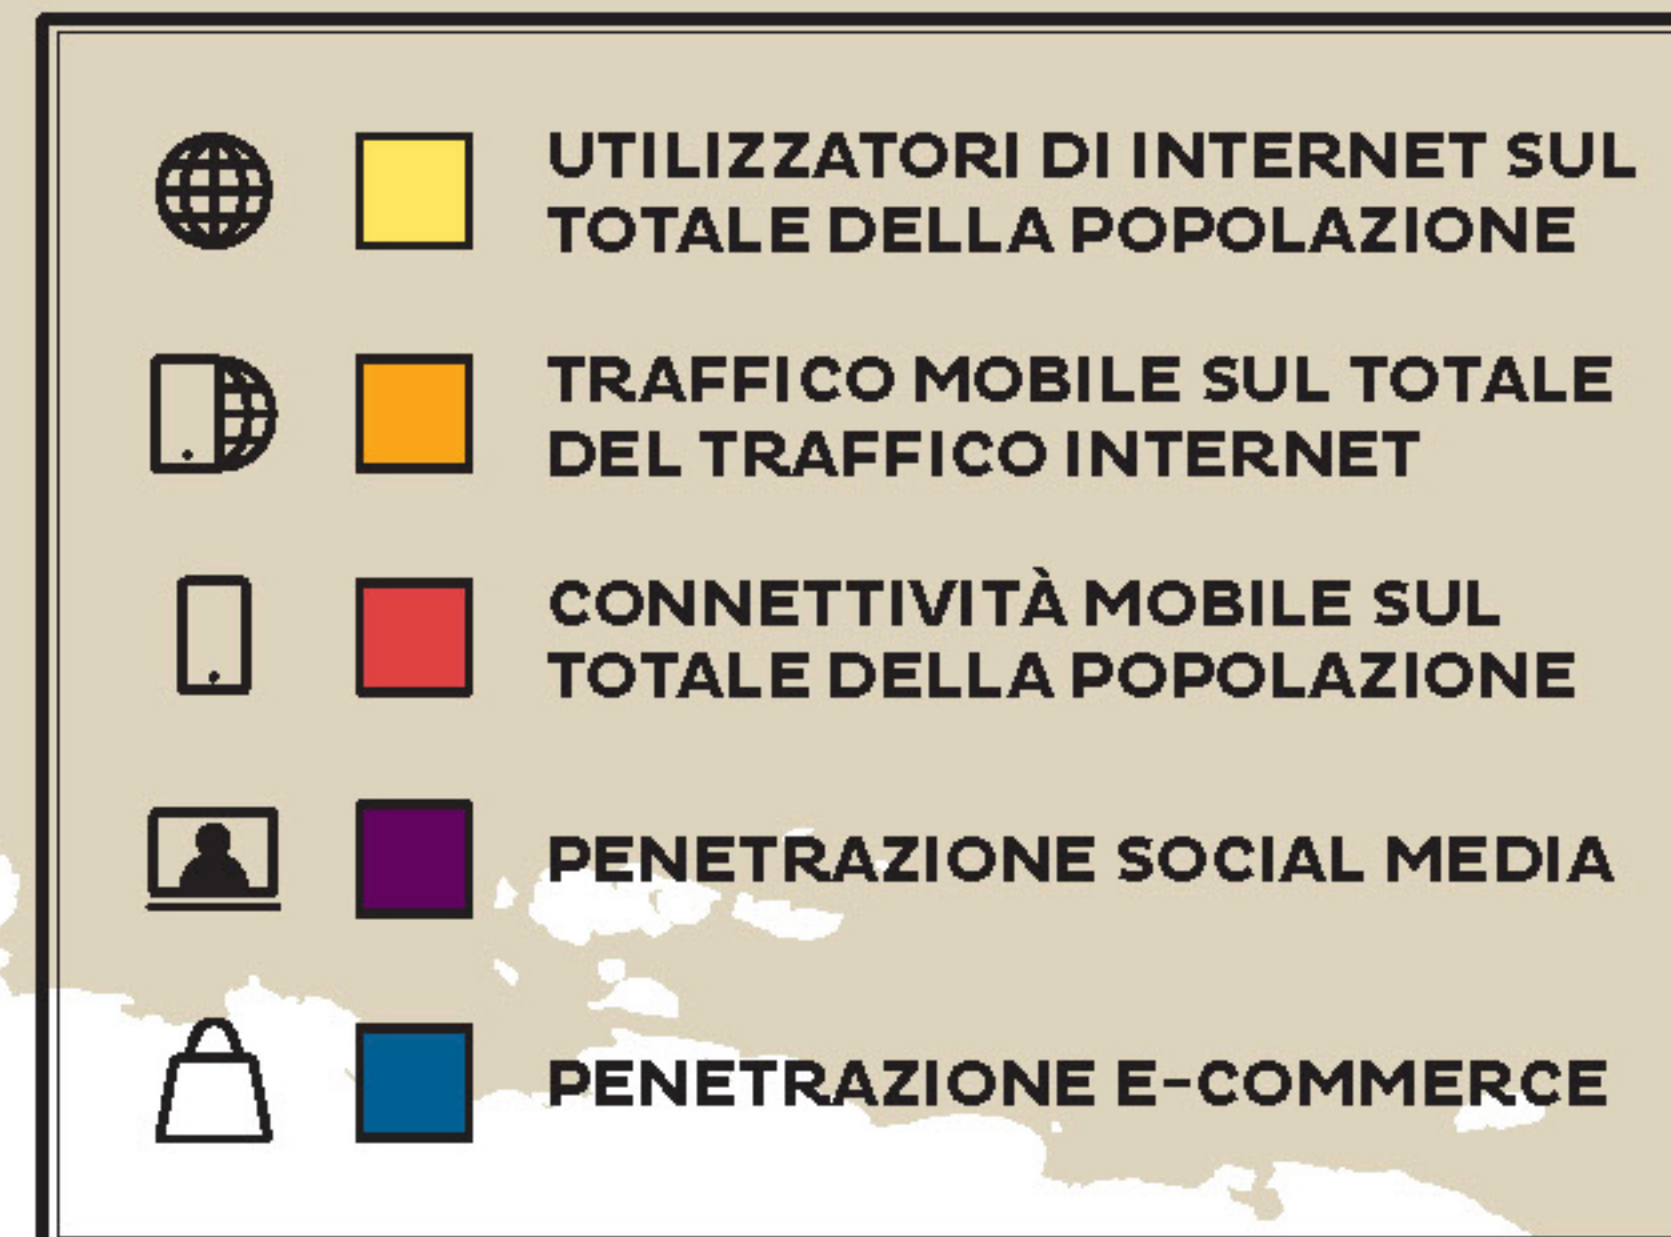 UTILIZZATORI DI INTERNET SUL
TOTALE DELLA POPOLAZIONE
TRAFFICO MOBILE SUL TOTALE
DEL TRAFFICO INTERNET
CONNETTIVITÀ MOBILE SUL
TOTALE DELLA POPOLAZIONE
PENETRAZIONE SOCIAL MEDIA
PENETRAZIONE E-COMMERCE